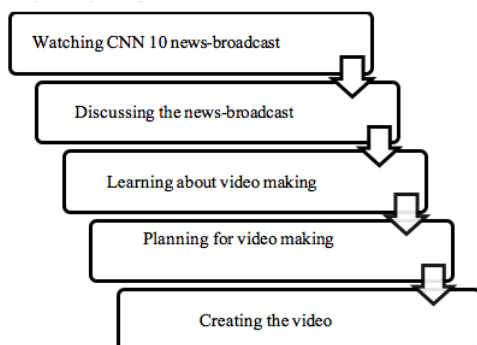 Watching CNN 10 news-broadcast
Discussing the news-broadcast
Learning about video making
Planning for video making
Creating the video